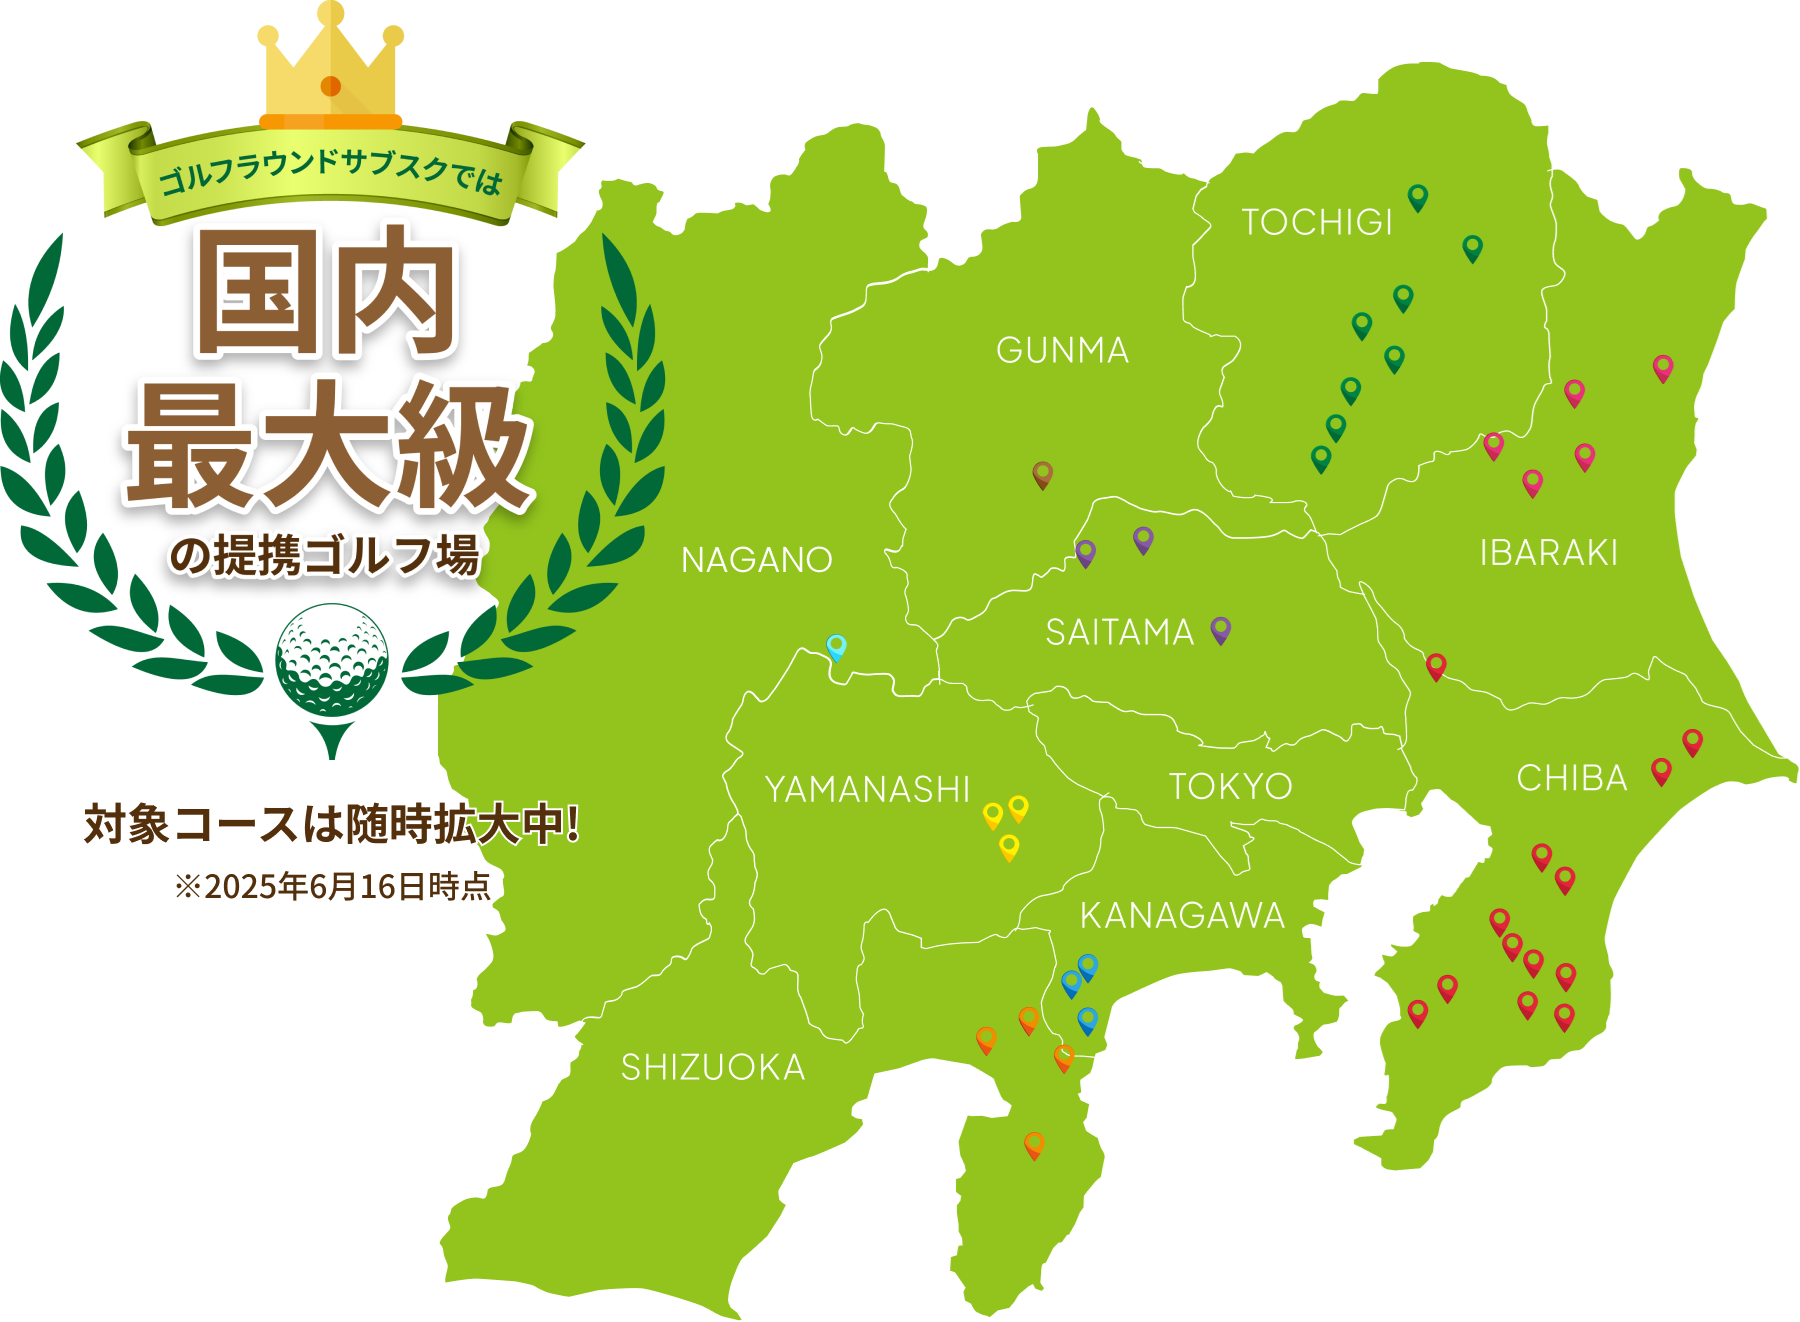 ゴルフラウンドサブスクでは
国内
最大級
の提携ゴルフ場
対象コースは随時拡大中!
※2025年6月16日時点
TOCHIGI
GUNMA
NAGANO
IBARAKI
SAITAMA
YAMANASHI
TOKYO
CHIBA
KANAGAWA
SHIZUOKA